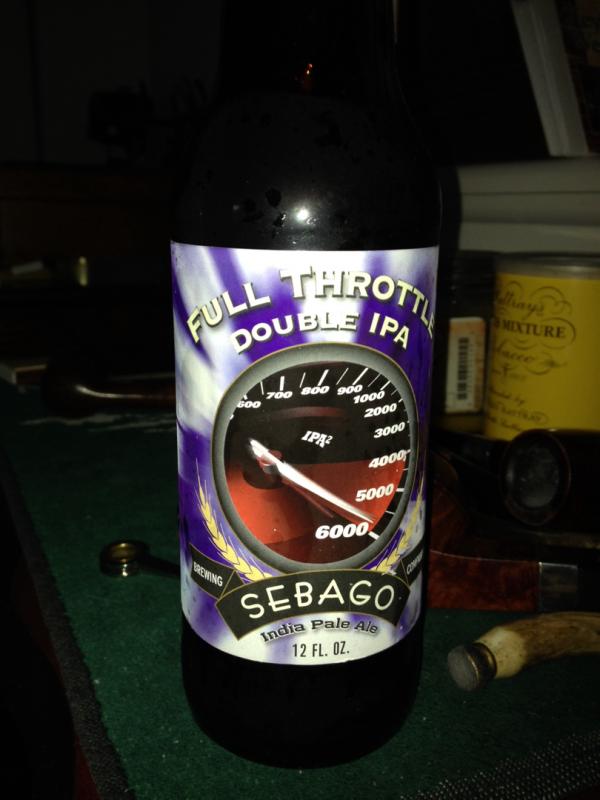 FULL THROTTLE
DOUBLE IPA
600 700 800 900 1000
2000
3000
4000
5000
6000
IPA²
BREWING
SEBAGO
India Pale Ale
12 FL. OZ.
MIXTURE